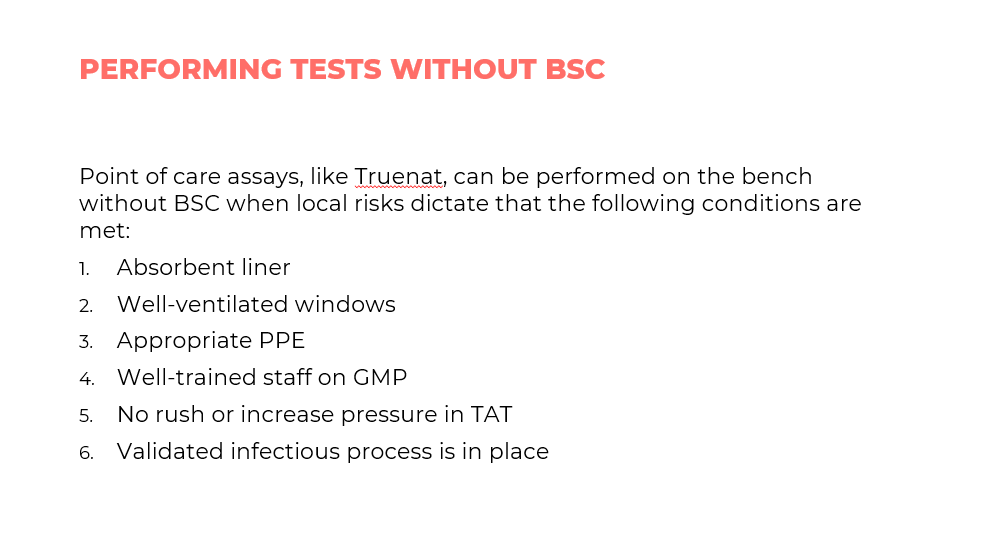 PERFORMING TESTS WITHOUT BSC
Point of care assays, like Truenat, can be performed on the bench
without BSC when local risks dictate that the following conditions are
met:
1. Absorbent liner
2. Well-ventilated windows
3. Appropriate PPE
4. Well-trained staff on GMP
5. No rush or increase pressure in TAT
6. Validated infectious process is in place